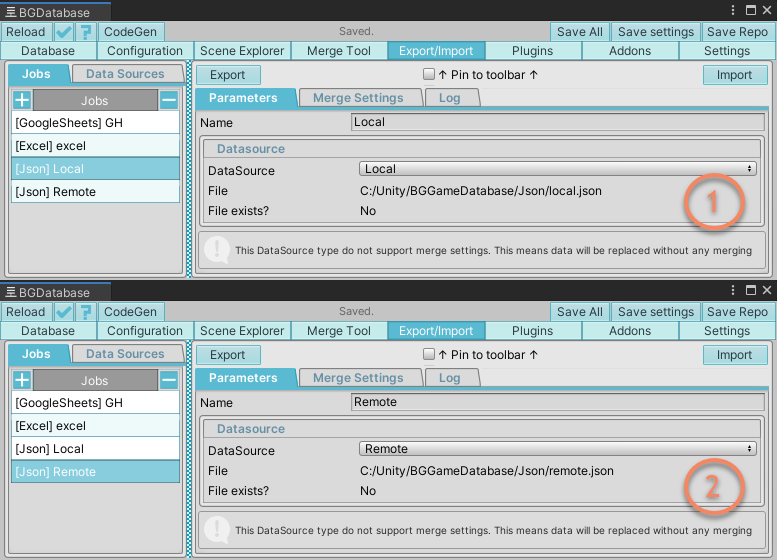 BGDatabase
Reload ? CodeGen Saved. Save All Save settings Save Repo
Database Configuration Scene Explorer Merge Tool Export/Import Plugins Addons Settings
Jobs Data Sources
+ Jobs −
[GoogleSheets] GH
[Excel] excel
[Json] Local
[Json] Remote
Export ↑ Pin to toolbar ↑ Import
Parameters Merge Settings Log
Name Local
Datasource
DataSource Local
File C:/Unity/BGGameDatabase/Json/local.json
File exists? No
1
! This DataSource type do not support merge settings. This means data will be replaced without any merging
BGDatabase
Reload ? CodeGen Saved. Save All Save settings Save Repo
Database Configuration Scene Explorer Merge Tool Export/Import Plugins Addons Settings
Jobs Data Sources
+ Jobs −
[GoogleSheets] GH
[Excel] excel
[Json] Local
[Json] Remote
Export ↑ Pin to toolbar ↑ Import
Parameters Merge Settings Log
Name Remote
Datasource
DataSource Remote
File C:/Unity/BGGameDatabase/Json/remote.json
File exists? No
2
! This DataSource type do not support merge settings. This means data will be replaced without any merging